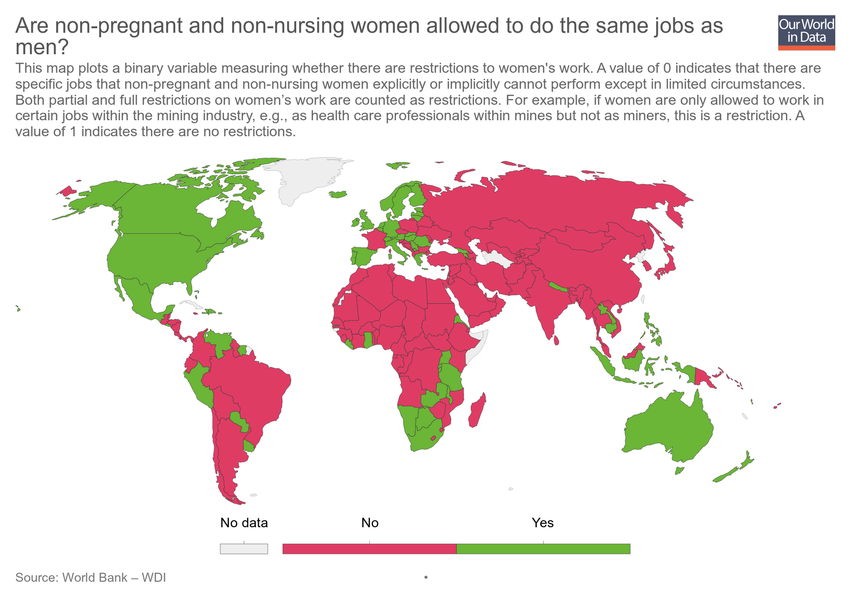 Are non-pregnant and non-nursing women allowed to do the same jobs as
men?
Our World
in Data
This map plots a binary variable measuring whether there are restrictions to women's work. A value of 0 indicates that there are
specific jobs that non-pregnant and non-nursing women explicitly or implicitly cannot perform except in limited circumstances.
Both partial and full restrictions on women’s work are counted as restrictions. For example, if women are only allowed to work in
certain jobs within the mining industry, e.g., as health care professionals within mines but not as miners, this is a restriction. A
value of 1 indicates there are no restrictions.
No data
No
Yes
Source: World Bank – WDI
•